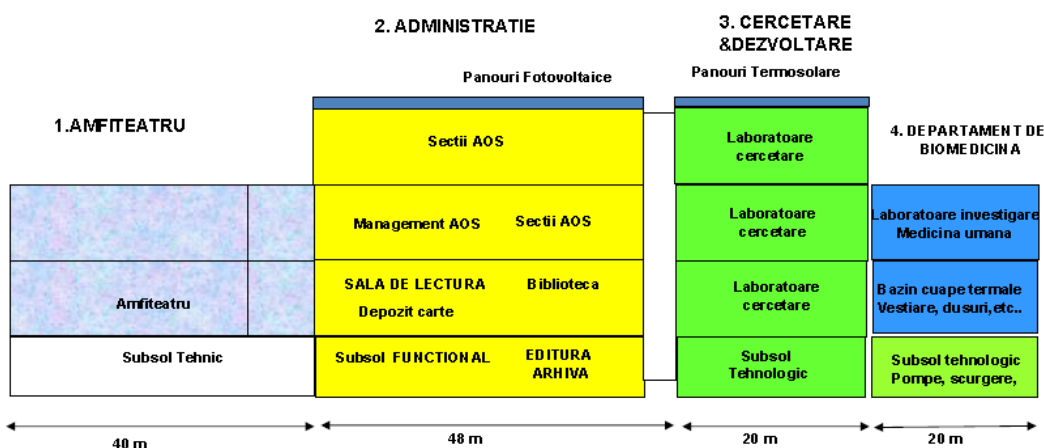 2. ADMINISTRATIE
3. CERCETARE
&DEZVOLTARE
Panouri Fotovoltaice
Panouri Termosolare
1.AMFITEATRU
4. DEPARTAMENT DE
BIOMEDICINA
Sectii AOS
Laboratoare
cercetare
Management AOS
Sectii AOS
Laboratoare
cercetare
Laboratoare investigare
Medicina umana
Amfiteatru
SALA DE LECTURA
Biblioteca
Depozit carte
Laboratoare
cercetare
Bazin cuape termale
Vestiare, dusuri,etc..
Subsol Tehnic
Subsol FUNCTIONAL
EDITURA
ARHIVA
Subsol
Tehnologic
Subsol tehnologic
Pompe, scurgere,
40 m
48 m
20 m
20 m